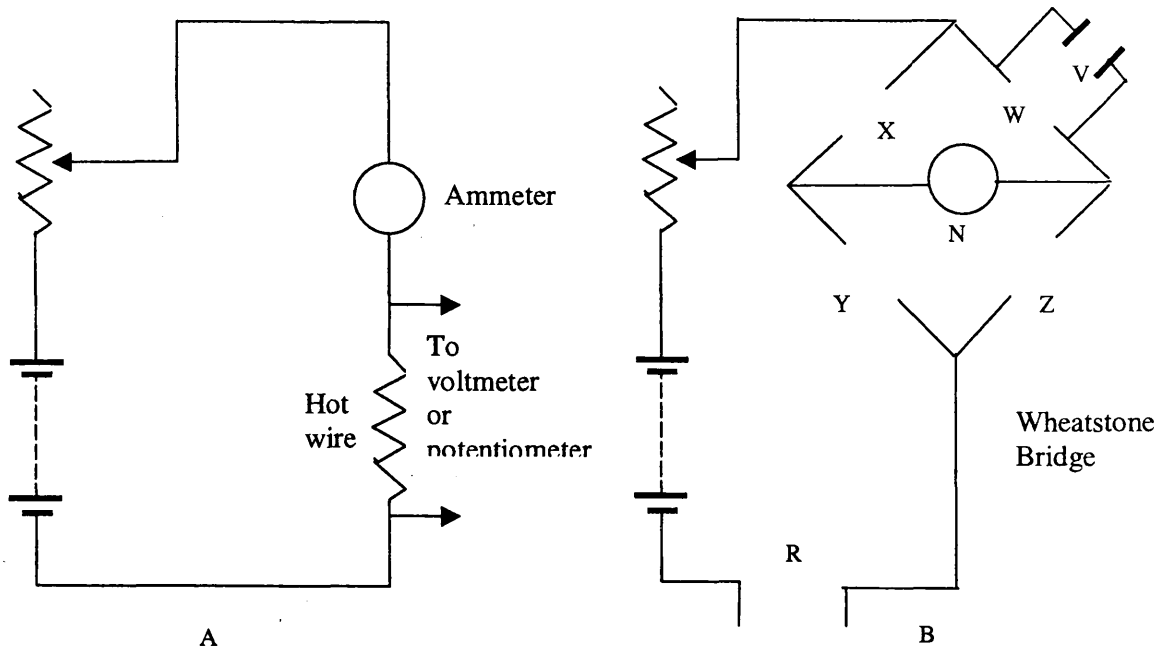 Ammeter
To
voltmeter
or
potentiometer
Hot
wire
A
V
W
X
N
Y
Z
Wheatstone
Bridge
R
B